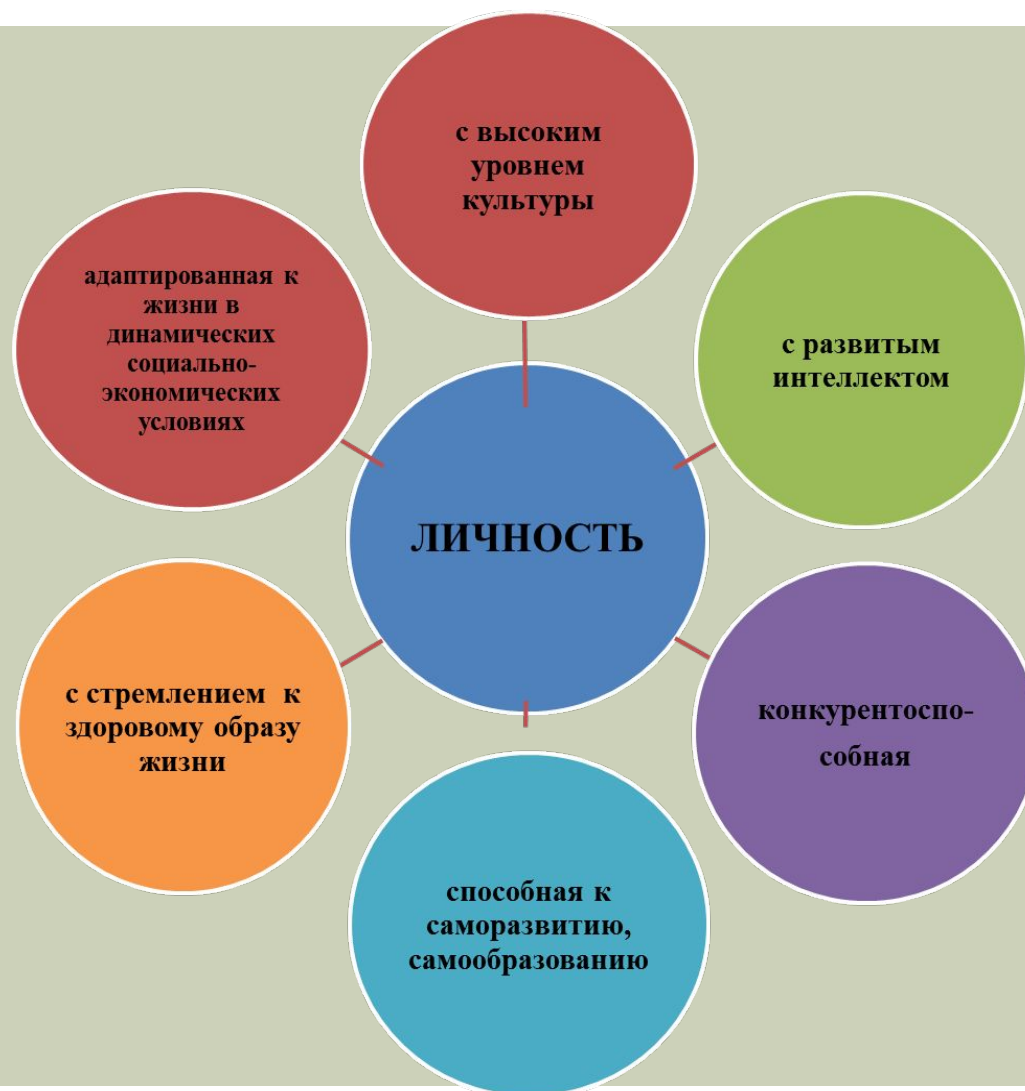 с высоким
уровнем
культуры
адаптированная к
жизни в
динамических
социально-
экономических
условиях
с развитым
интеллектом
ЛИЧНОСТЬ
с стремлением к
здоровому образу
жизни
конкурентоспо-
собная
способная к
саморазвитию,
самообразованию